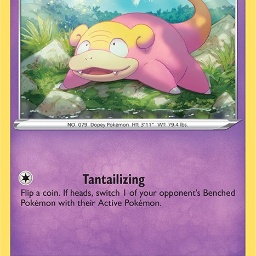 NO. 079 Dopey Pokémon HT: 3'11" WT: 79.4 lbs.
Tantailizing
Flip a coin. If heads, switch 1 of your opponent's Benched
Pokémon with their Active Pokémon.